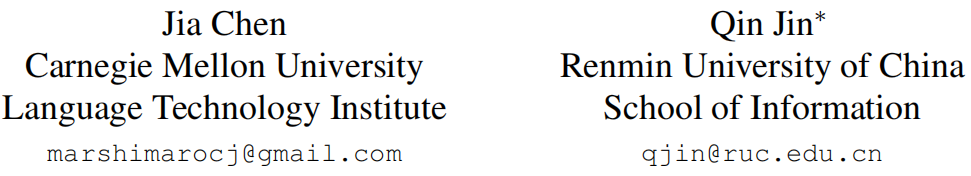 Jia Chen
Carnegie Mellon University
Language Technology Institute
marshimarocj@gmail.com
Qin Jin*
Renmin University of China
School of Information
qjin@ruc.edu.cn